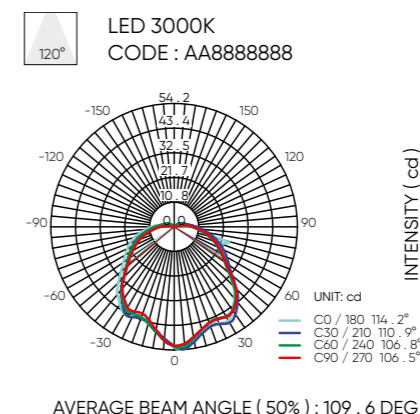 120°
LED 3000K
CODE : AA8888888
54.2
-150 150
43.4
32.5
-120 120
21.7
10.8
-90 0.0 90
-60 60
-30 30
0
INTENSITY ( cd )
UNIT: cd
C0 / 180 114.2°
C30 / 210 110.9°
C60 / 240 106.8°
C90 / 270 106.5°
AVERAGE BEAM ANGLE ( 50% ) : 109 . 6 DEG